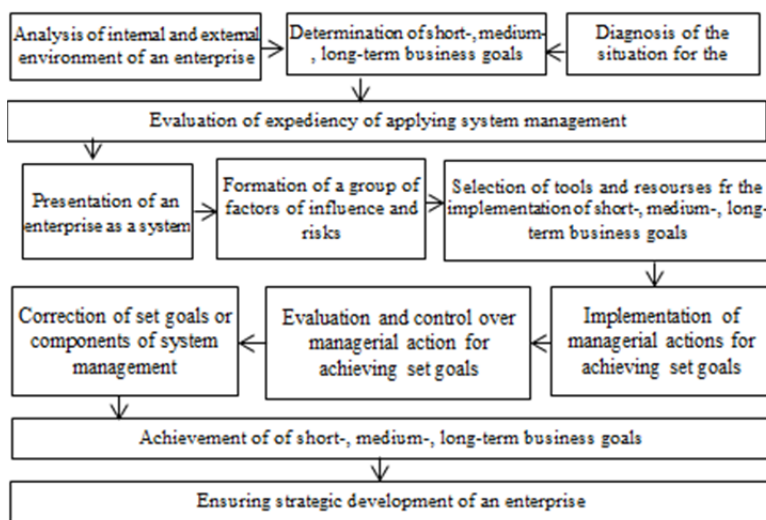 Analysis of internal and external
environment of an enterprise
Determination of short-, medium-
, long-term business goals
Diagnosis of the
situation for the
Evaluation of expediency of applying system management
Presentation of an
enterprise as a system
Formation of a group of
factors of influence and
risks
Selection of tools and resourses fr the
implementation of short-, medium-, long-
term business goals
Correction of set goals or
components of system
management
Evaluation and control over
managerial action for
achieving set goals
Implementation of
managerial actions for
achieving set goals
Achievement of of short-, medium-, long-term business goals
Ensuring strategic development of an enterprise